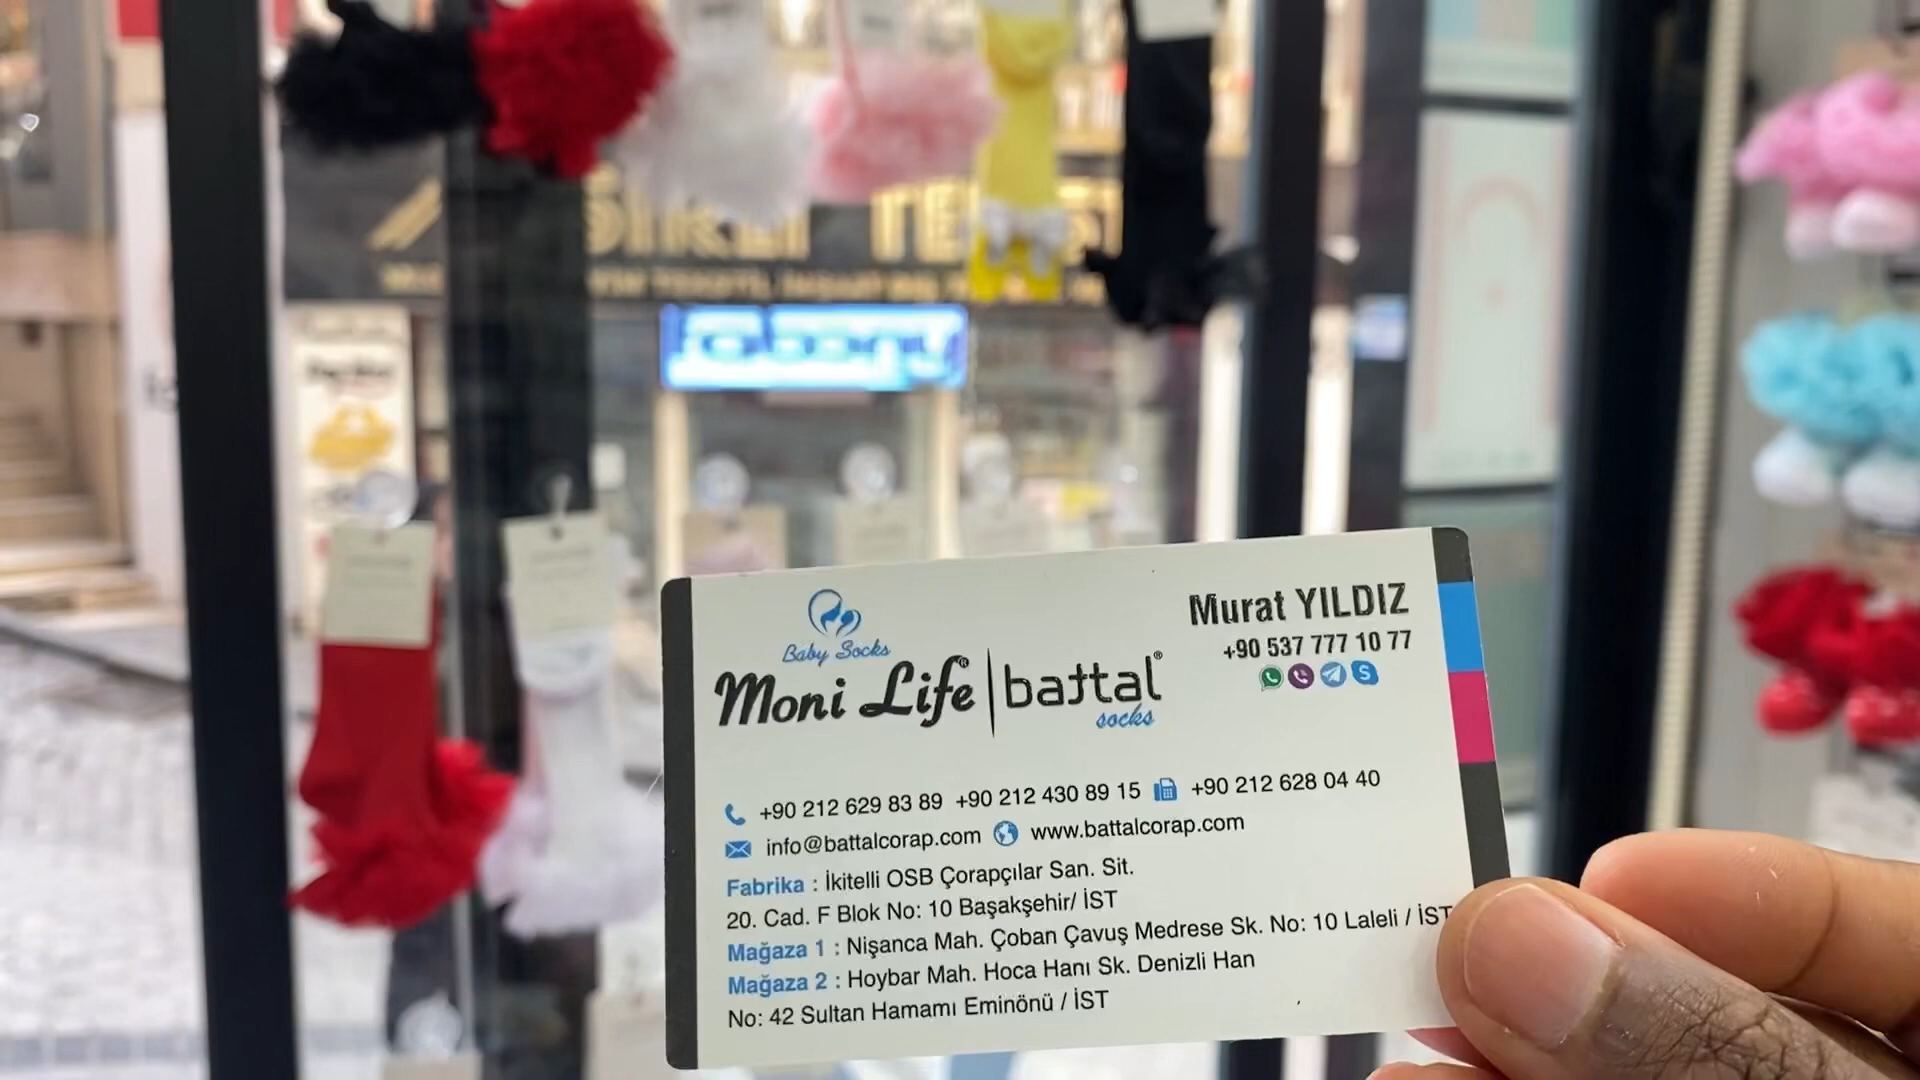 Baby Socks
Moni Life® | battal® socks
Murat YILDIZ
+90 537 777 10 77
+90 212 629 83 89 +90 212 430 89 15 +90 212 628 04 40
info@battalcorap.com www.battalcorap.com
Fabrika : İkitelli OSB Çorapçılar San. Sit.
20. Cad. F Blok No: 10 Başakşehir/ İST
Mağaza 1 : Nişanca Mah. Çoban Çavuş Medrese Sk. No: 10 Laleli / İST
Mağaza 2 : Hoybar Mah. Hoca Hanı Sk. Denizli Han
No: 42 Sultan Hamamı Eminönü / İST